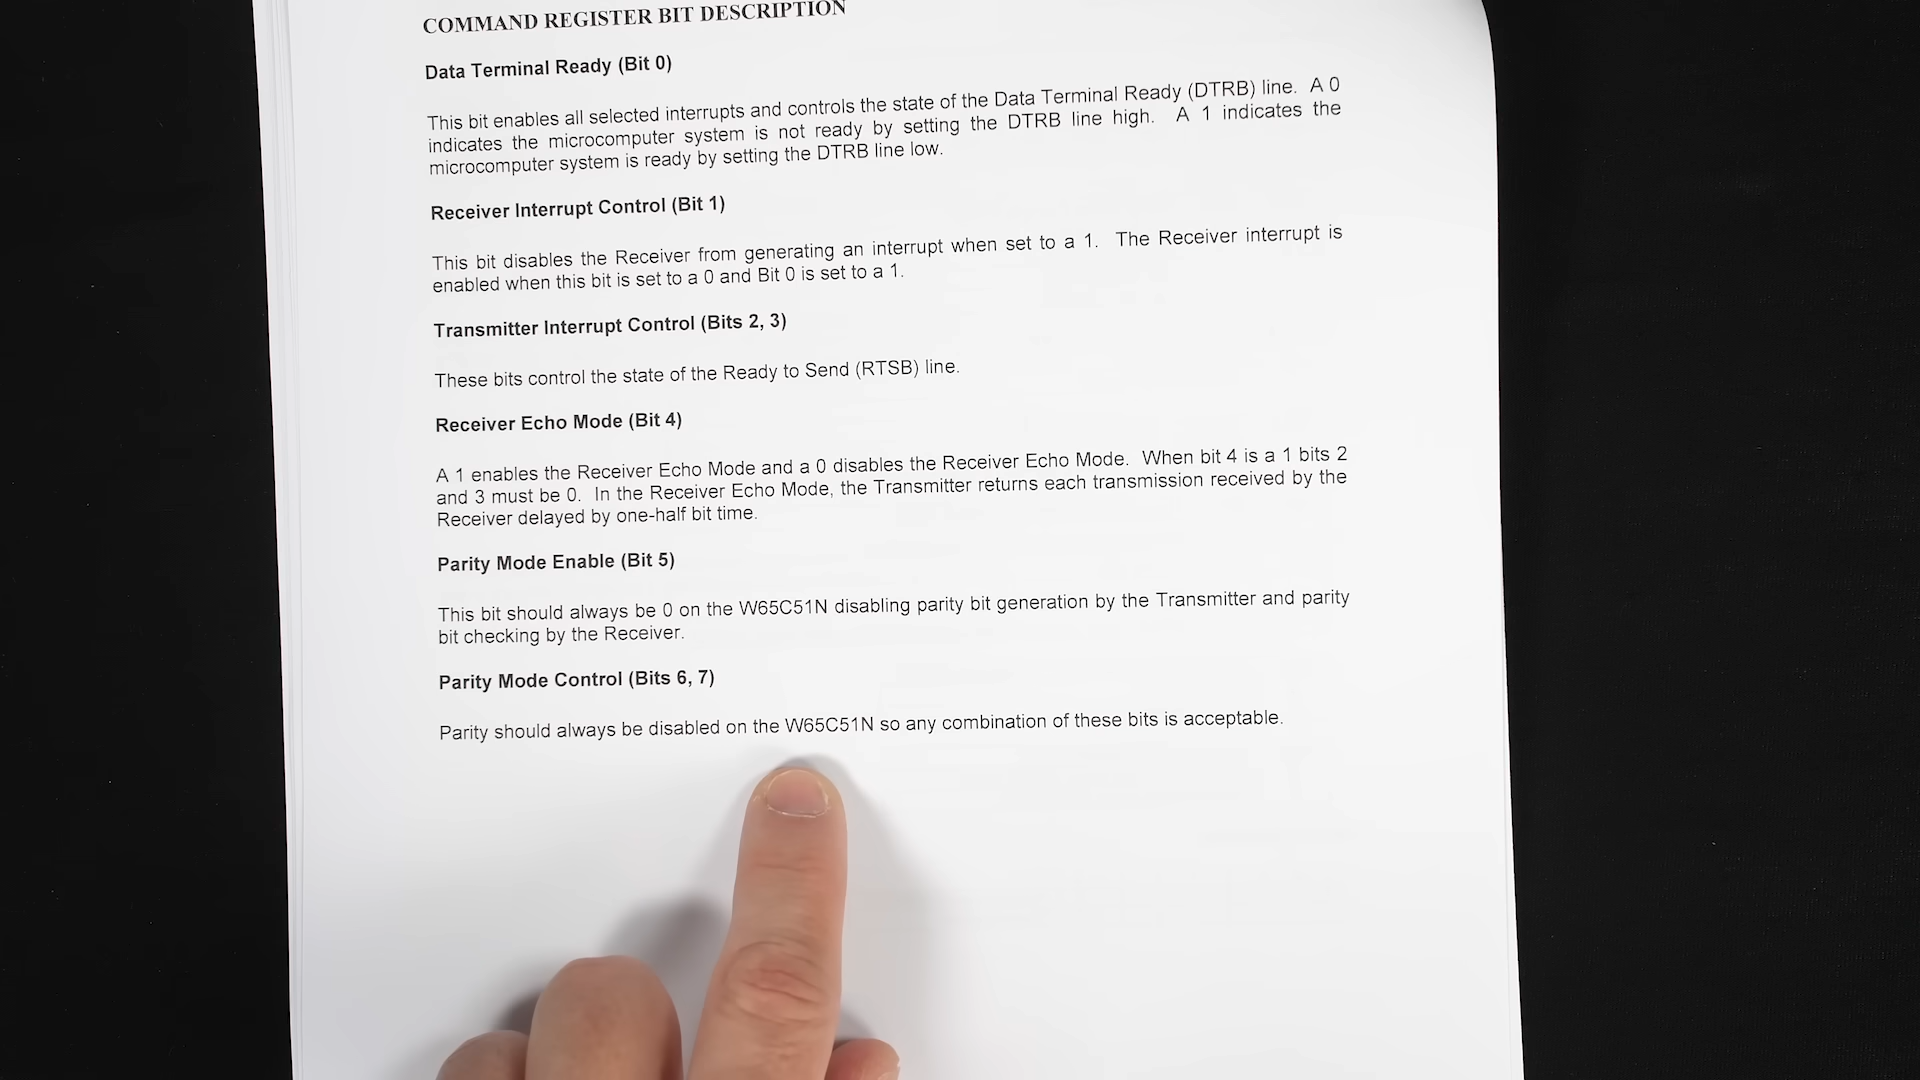 COMMAND REGISTER BIT DESCRIPTION
Data Terminal Ready (Bit 0)
This bit enables all selected interrupts and controls the state of the Data Terminal Ready (DTRB) line. A 0
indicates the microcomputer system is not ready by setting the DTRB line high. A 1 indicates the
microcomputer system is ready by setting the DTRB line low.
Receiver Interrupt Control (Bit 1)
This bit disables the Receiver from generating an interrupt when set to a 1. The Receiver interrupt is
enabled when this bit is set to a 0 and Bit 0 is set to a 1.
Transmitter Interrupt Control (Bits 2, 3)
These bits control the state of the Ready to Send (RTSB) line.
Receiver Echo Mode (Bit 4)
A 1 enables the Receiver Echo Mode and a 0 disables the Receiver Echo Mode. When bit 4 is a 1 bits 2
and 3 must be 0. In the Receiver Echo Mode, the Transmitter returns each transmission received by the
Receiver delayed by one-half bit time.
Parity Mode Enable (Bit 5)
This bit should always be 0 on the W65C51N disabling parity bit generation by the Transmitter and parity
bit checking by the Receiver.
Parity Mode Control (Bits 6, 7)
Parity should always be disabled on the W65C51N so any combination of these bits is acceptable.